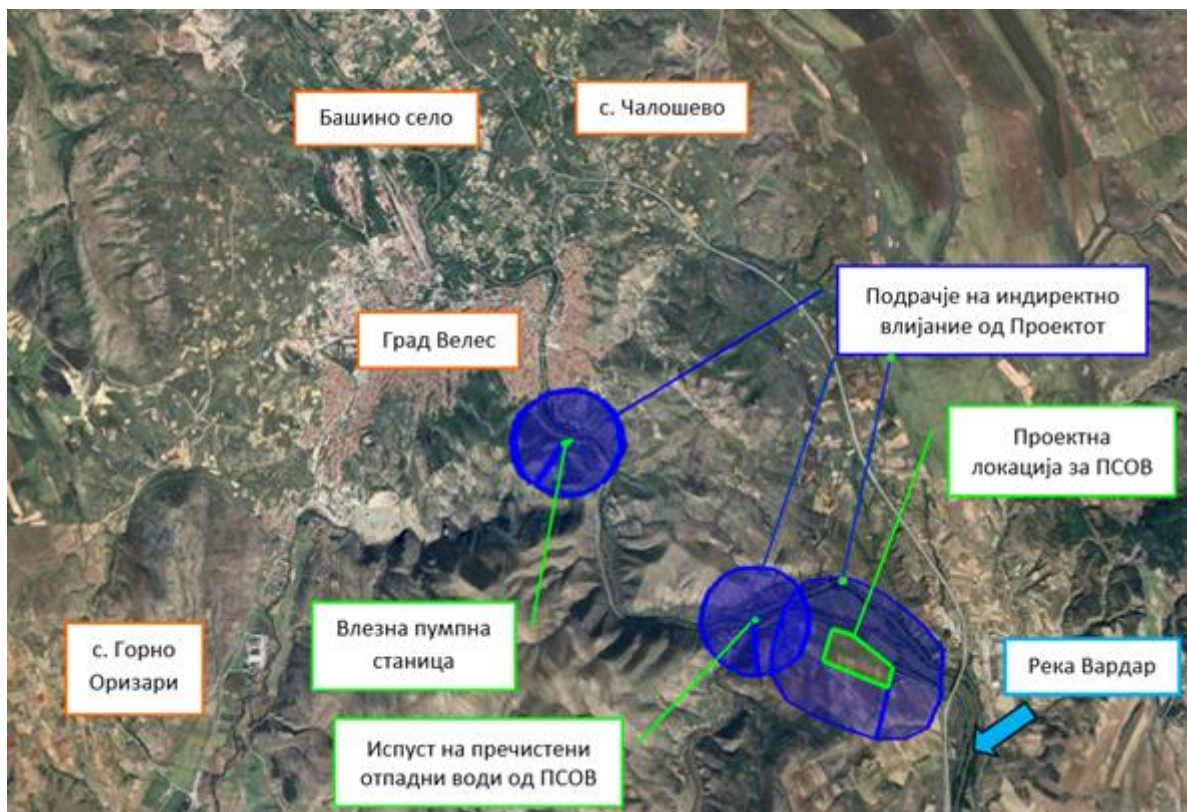 Башино село
с. Чалошево
Град Велес
Подрачје на индиректно
влијание од Проектот
Проектна
локација за ПСОВ
Влезна пумпна
станица
с. Горно
Оризари
Река Вардар
Испуст на пречистени
отпадни води од ПСОВ